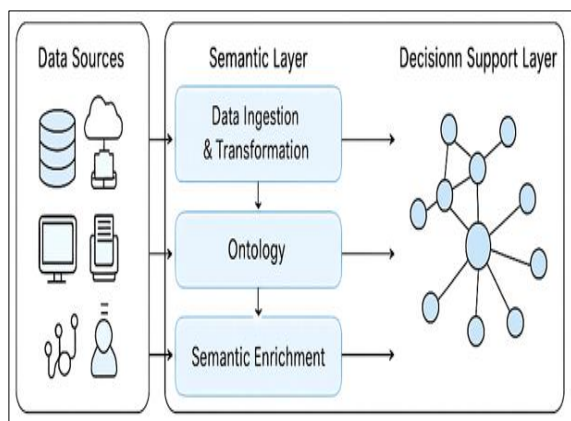 Data Sources
Semantic Layer
Decisionn Support Layer
Data Ingestion
& Transformation
Ontology
Semantic Enrichment